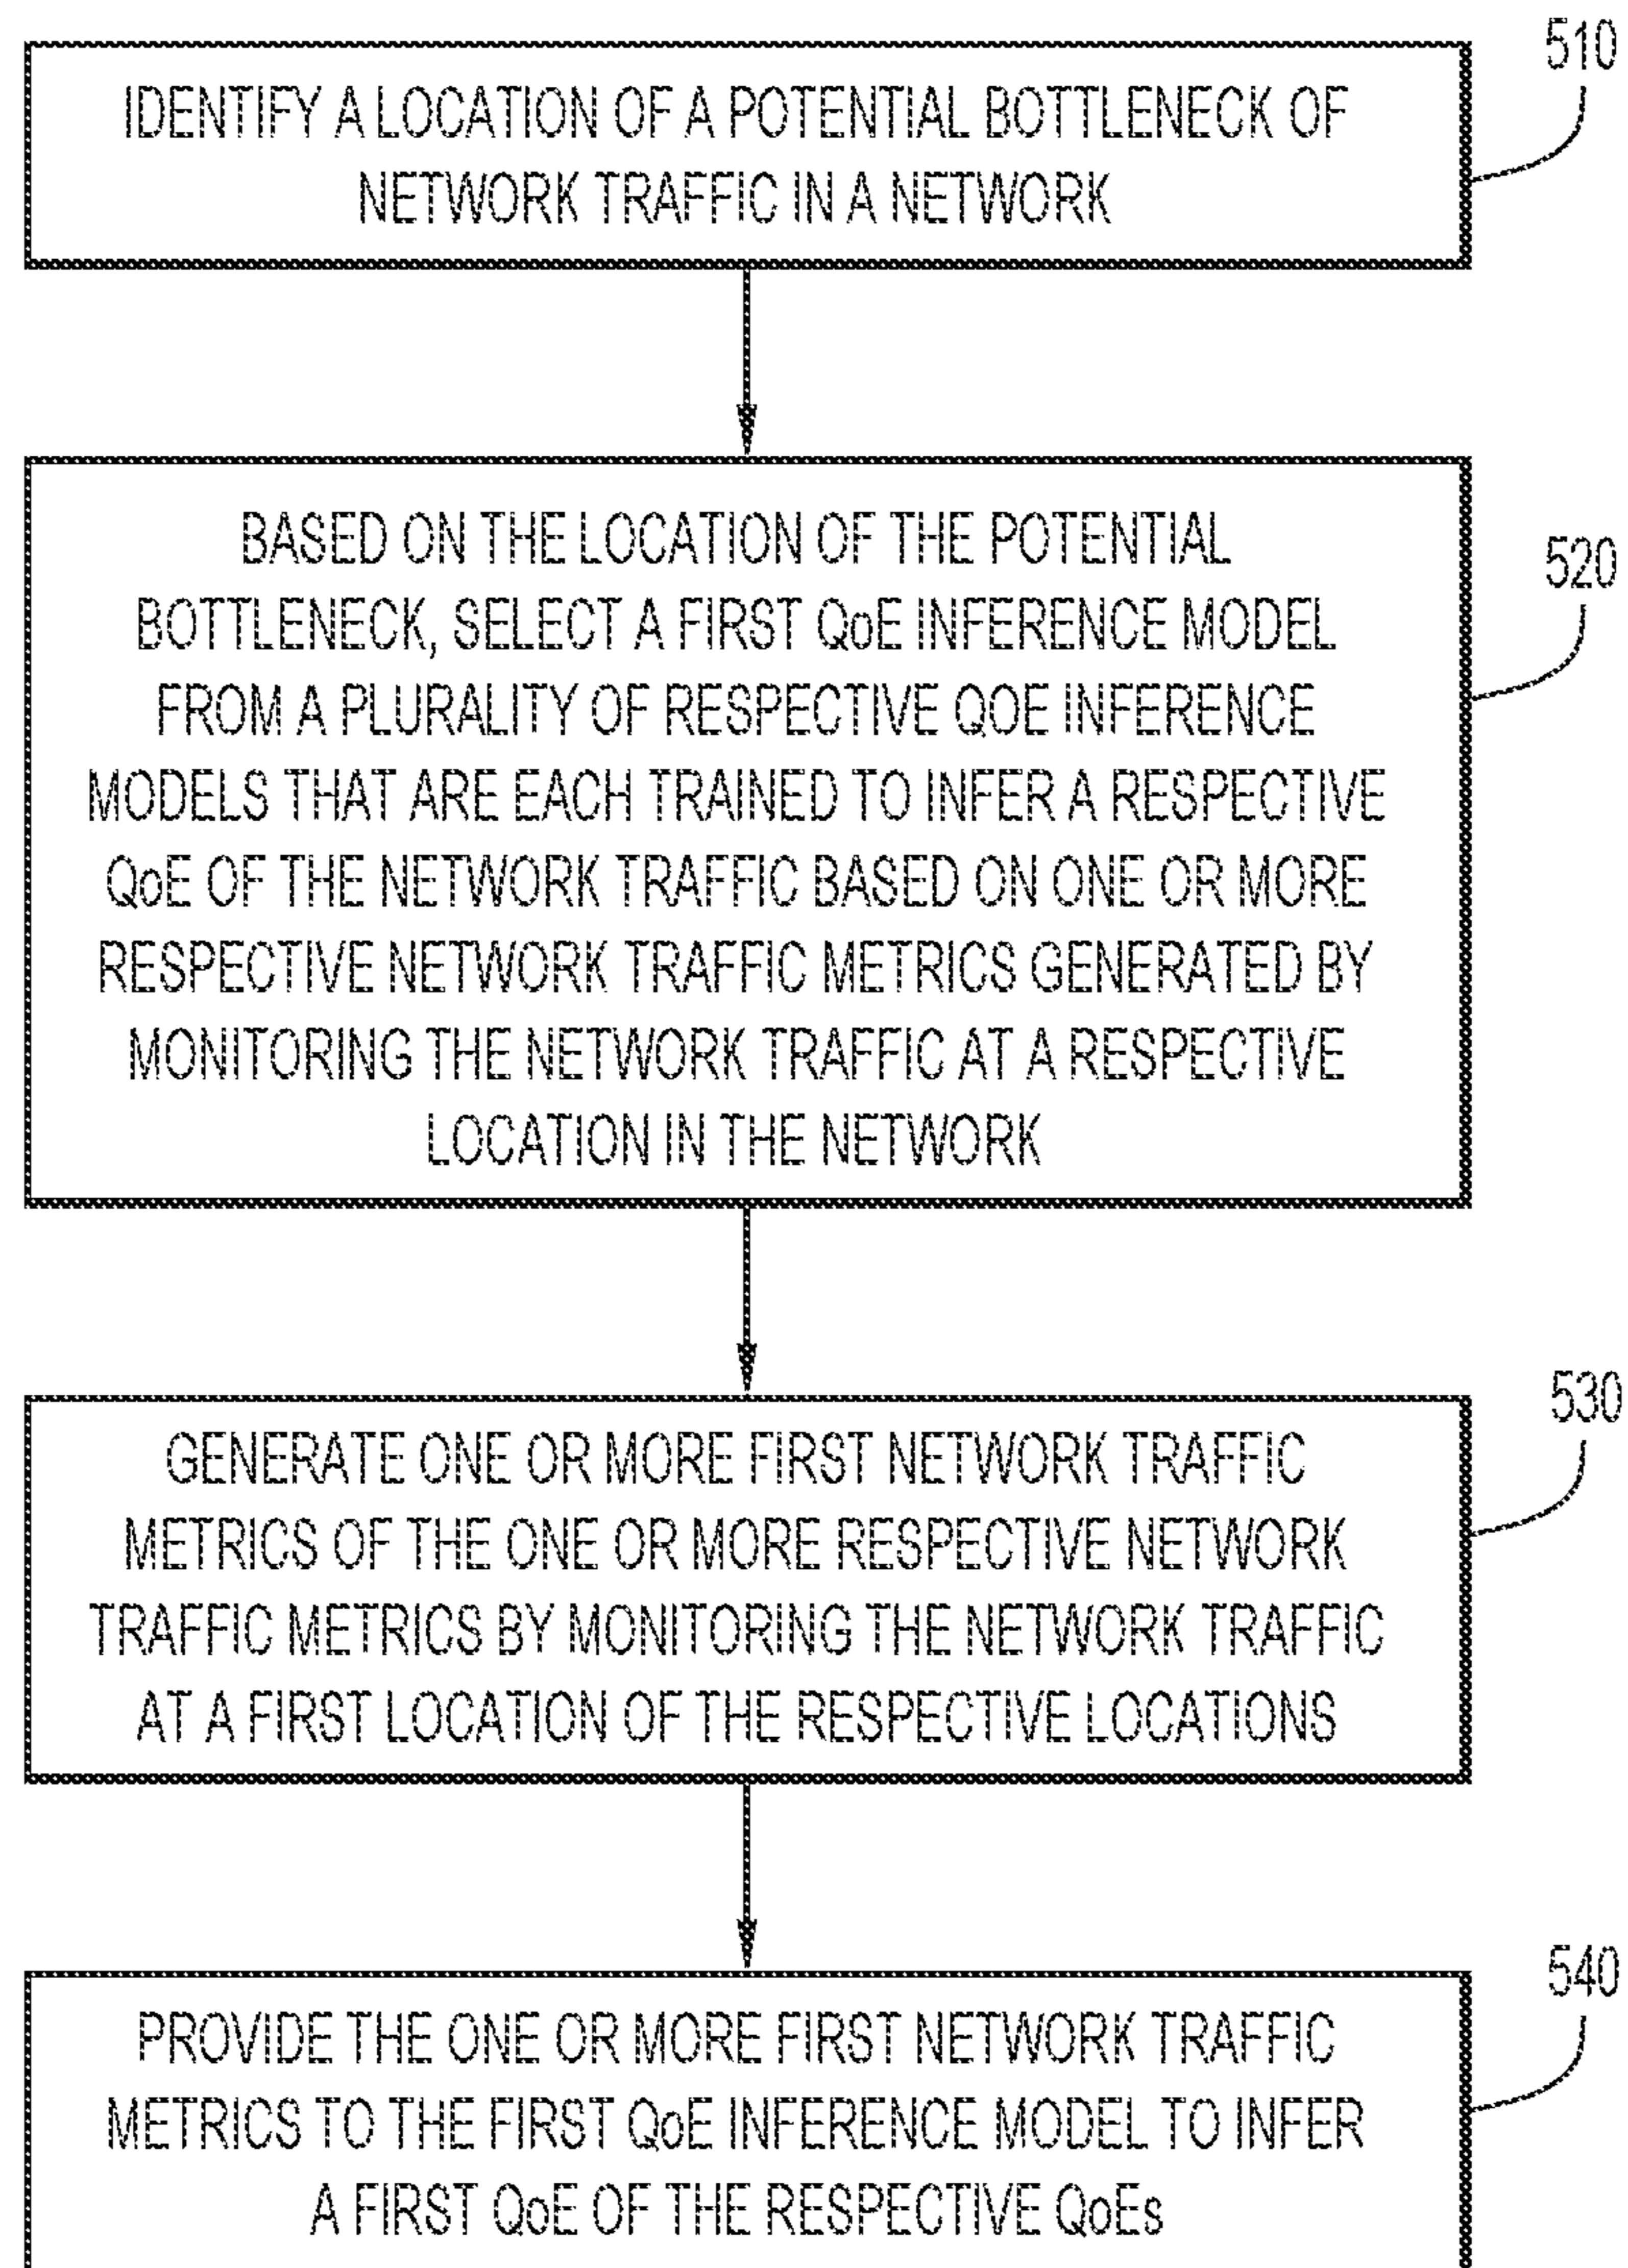 510
IDENTIFY A LOCATION OF A POTENTIAL BOTTLENECK OF
NETWORK TRAFFIC IN A NETWORK
520
BASED ON THE LOCATION OF THE POTENTIAL
BOTTLENECK, SELECT A FIRST QoE INFERENCE MODEL
FROM A PLURALITY OF RESPECTIVE QOE INFERENCE
MODELS THAT ARE EACH TRAINED TO INFER A RESPECTIVE
QoE OF THE NETWORK TRAFFIC BASED ON ONE OR MORE
RESPECTIVE NETWORK TRAFFIC METRICS GENERATED BY
MONITORING THE NETWORK TRAFFIC AT A RESPECTIVE
LOCATION IN THE NETWORK
530
GENERATE ONE OR MORE FIRST NETWORK TRAFFIC
METRICS OF THE ONE OR MORE RESPECTIVE NETWORK
TRAFFIC METRICS BY MONITORING THE NETWORK TRAFFIC
AT A FIRST LOCATION OF THE RESPECTIVE LOCATIONS
540
PROVIDE THE ONE OR MORE FIRST NETWORK TRAFFIC
METRICS TO THE FIRST QoE INFERENCE MODEL TO INFER
A FIRST QoE OF THE RESPECTIVE QoEs